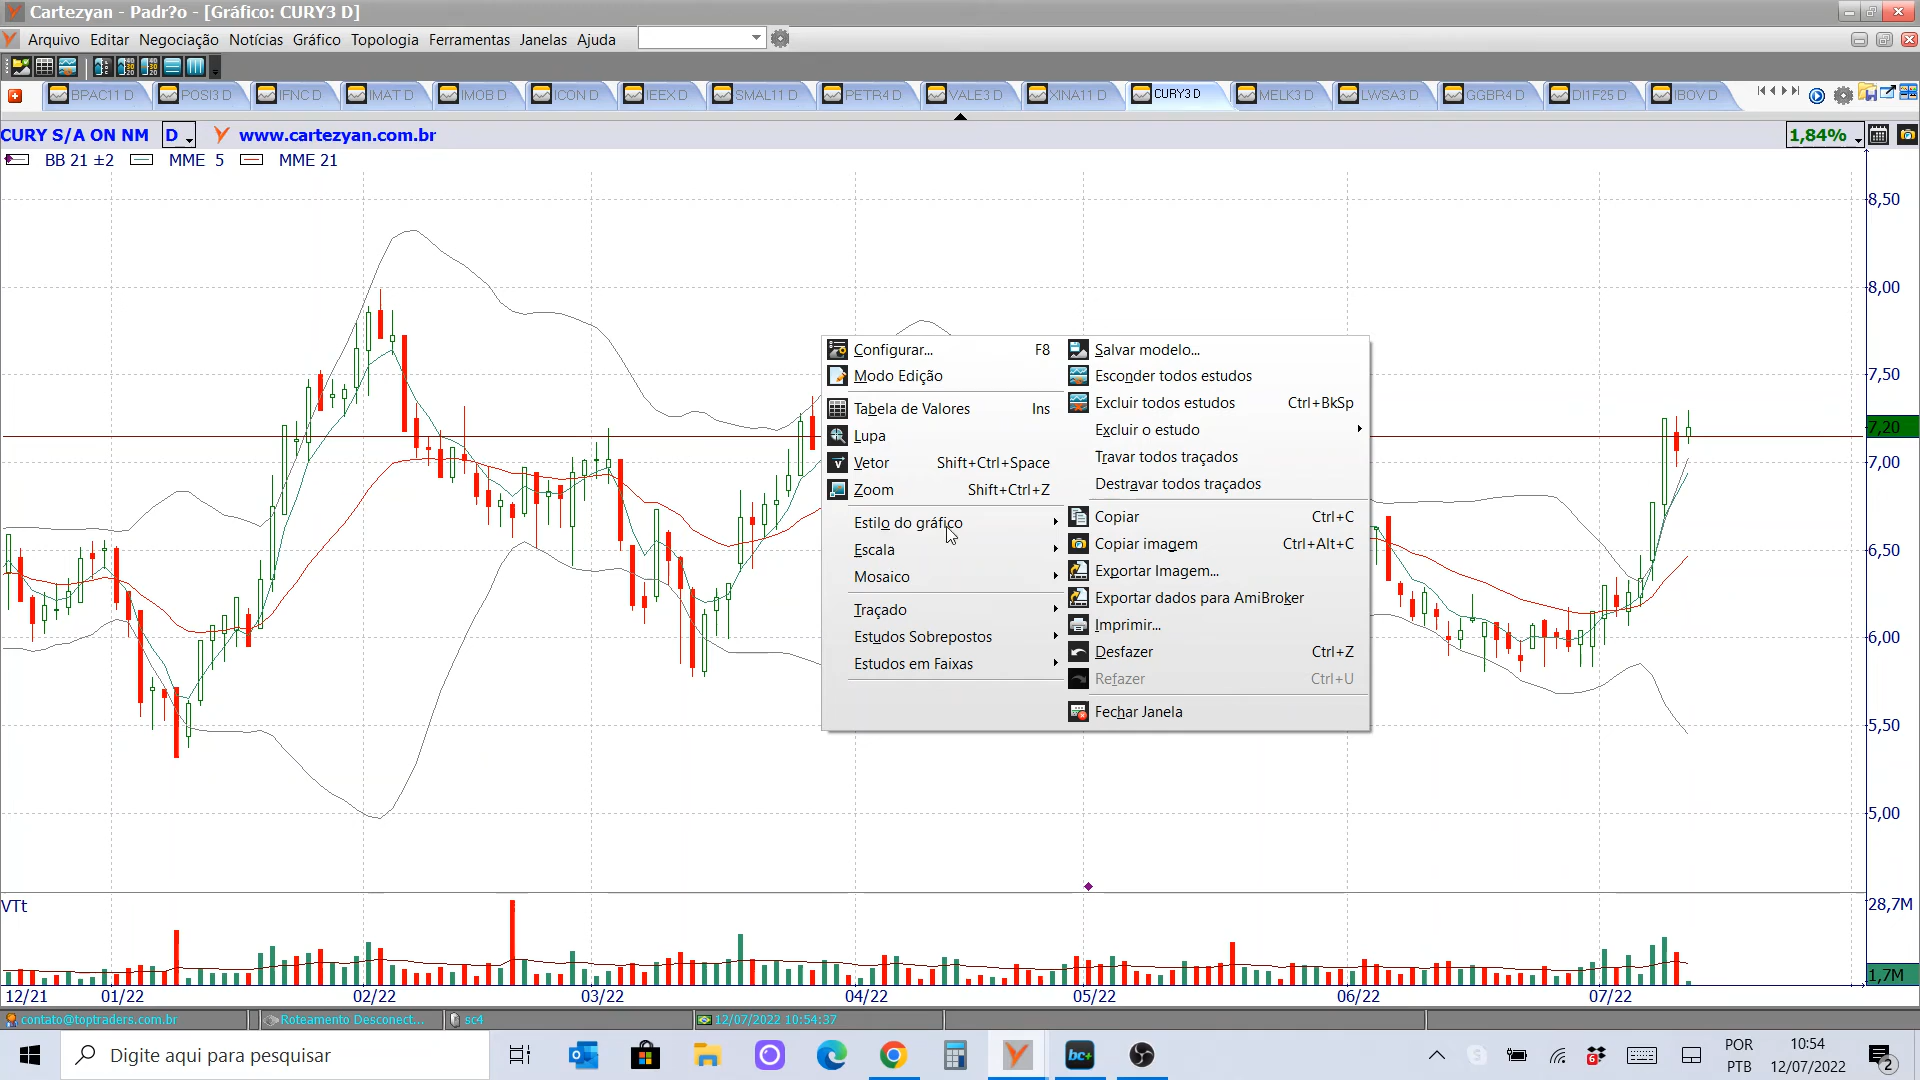 Cartezyan - Padr?o - [Gráfico: CURY3 D]
Arquivo Editar Negociação Notícias Gráfico Topologia Ferramentas Janelas Ajuda
BPAC11 D POSI3 D IFNC D IMAT D IMOB D ICON D IEEX D SMAL11 D PETR4 D VALE3 D XINA11 D CURY3 D MELK3 D LWSA3 D GGBR4 D DI1F25 D IBOV D
CURY S/A ON NM D www.cartezyan.com.br 1,84%
BB 21 ±2 MME 5 MME 21
8,50
8,00
7,50
7,20
7,00
6,50
6,00
5,50
5,00
Configurar... F8
Modo Edição
Tabela de Valores Ins
Lupa
Vetor Shift+Ctrl+Space
Zoom Shift+Ctrl+Z
Estilo do gráfico
Escala
Mosaico
Traçado
Estudos Sobrepostos
Estudos em Faixas
Salvar modelo...
Esconder todos estudos
Excluir todos estudos Ctrl+BkSp
Excluir o estudo
Travar todos traçados
Destravar todos traçados
Copiar Ctrl+C
Copiar imagem Ctrl+Alt+C
Exportar Imagem...
Exportar dados para AmiBroker
Imprimir...
Desfazer Ctrl+Z
Refazer Ctrl+U
Fechar Janela
VTt
28,7M
1,7M
12/21 01/22 02/22 03/22 04/22 05/22 06/22 07/22
contato@toptraders.com.br Roteamento Desconect... sc4 12/07/2022 10:54:37
Digite aqui para pesquisar
bc+
6
POR
PTB
10:54
12/07/2022
2